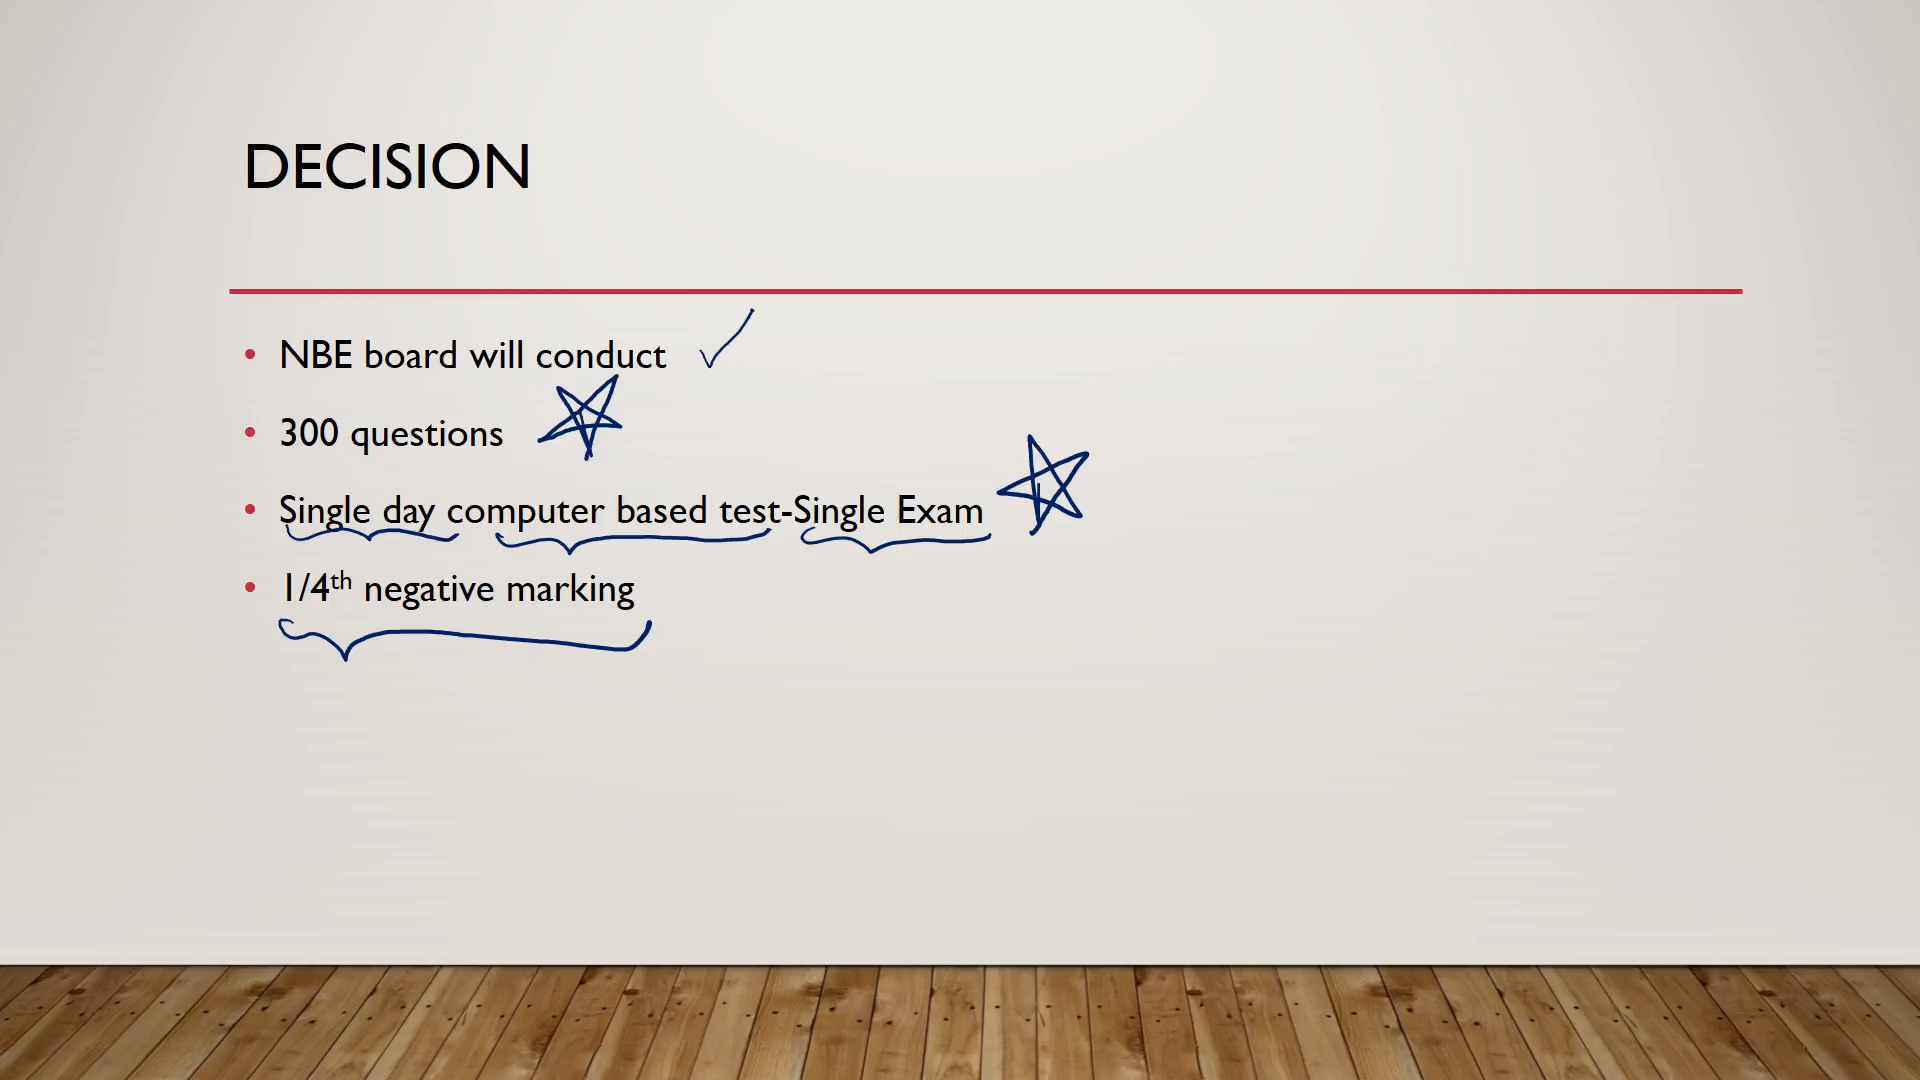 DECISION
• NBE board will conduct
• 300 questions
• Single day computer based test-Single Exam
• 1/4th negative marking